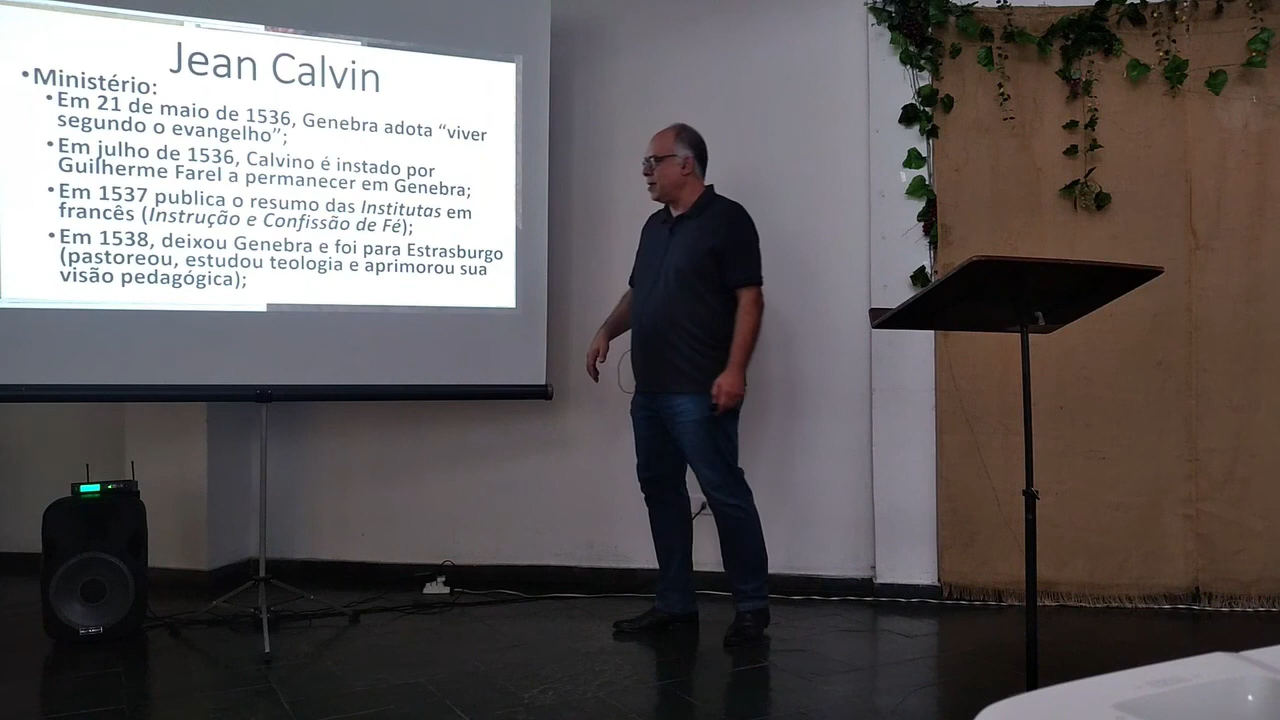 Jean Calvin
•Ministério:
•Em 21 de maio de 1536, Genebra adota “viver
segundo o evangelho”;
•Em julho de 1536, Calvino é instado por
Guilherme Farel a permanecer em Genebra;
•Em 1537 publica o resumo das Institutas em
francês (Instrução e Confissão de Fé);
•Em 1538, deixou Genebra e foi para Estrasburgo
(pastoreou, estudou teologia e aprimorou sua
visão pedagógica);